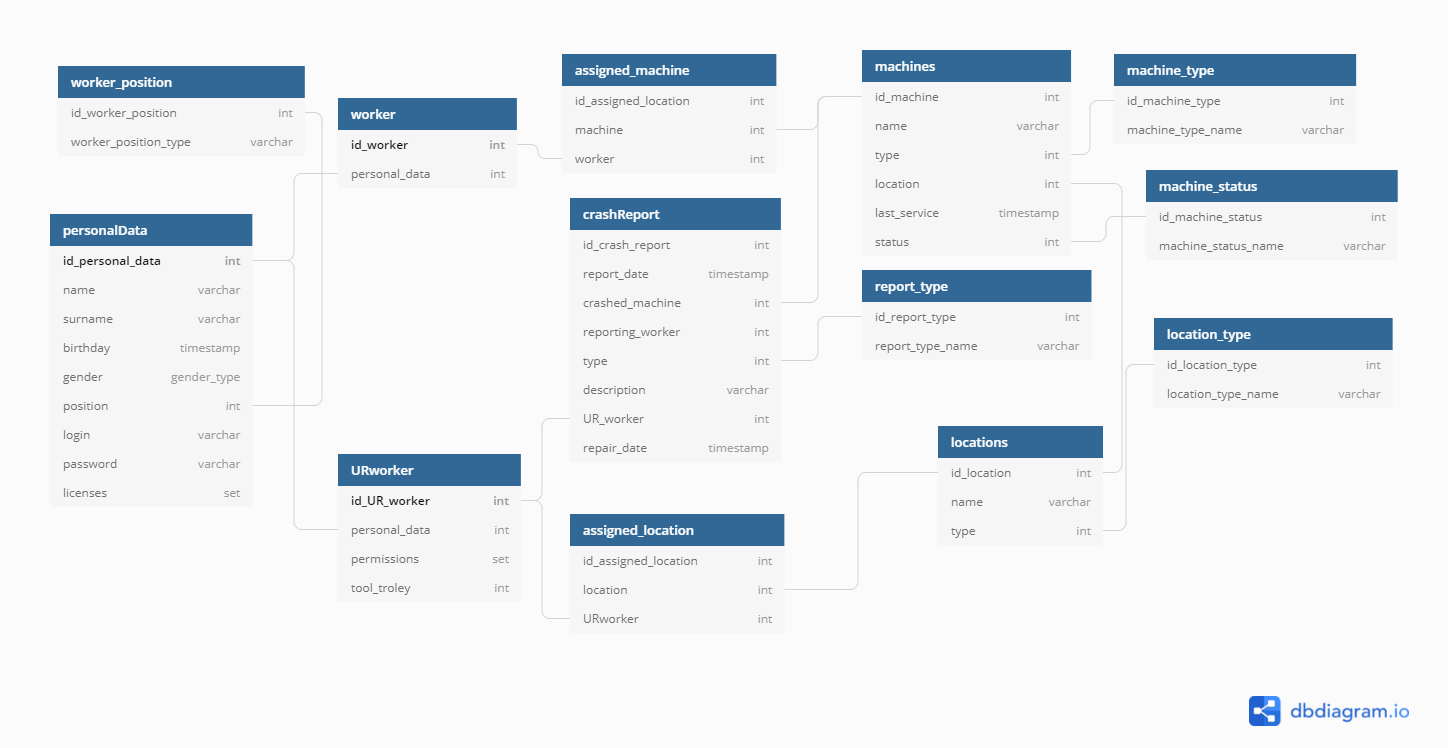 worker_position
id_worker_position int
worker_position_type varchar
personalData
id_personal_data int
name varchar
surname varchar
birthday timestamp
gender gender_type
position int
login varchar
password varchar
licenses set
worker
id_worker int
personal_data int
URworker
id_UR_worker int
personal_data int
permissions set
tool_troley int
assigned_machine
id_assigned_location int
machine int
worker int
crashReport
id_crash_report int
report_date timestamp
crashed_machine int
reporting_worker int
type int
description varchar
UR_worker int
repair_date timestamp
assigned_location
id_assigned_location int
location int
URworker int
machines
id_machine int
name varchar
type int
location int
last_service timestamp
status int
report_type
id_report_type int
report_type_name varchar
locations
id_location int
name varchar
type int
machine_type
id_machine_type int
machine_type_name varchar
machine_status
id_machine_status int
machine_status_name varchar
location_type
id_location_type int
location_type_name varchar
dbdiagram.io